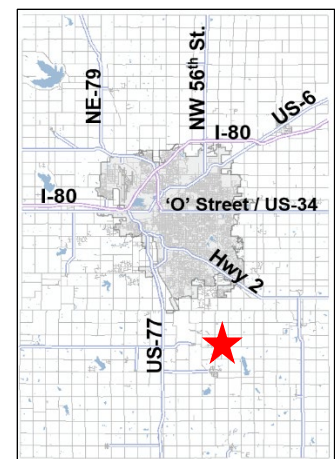 NE-79
NW 56th St.
US-6
I-80
I-80
'O' Street / US-34
Hwy 2
US-77